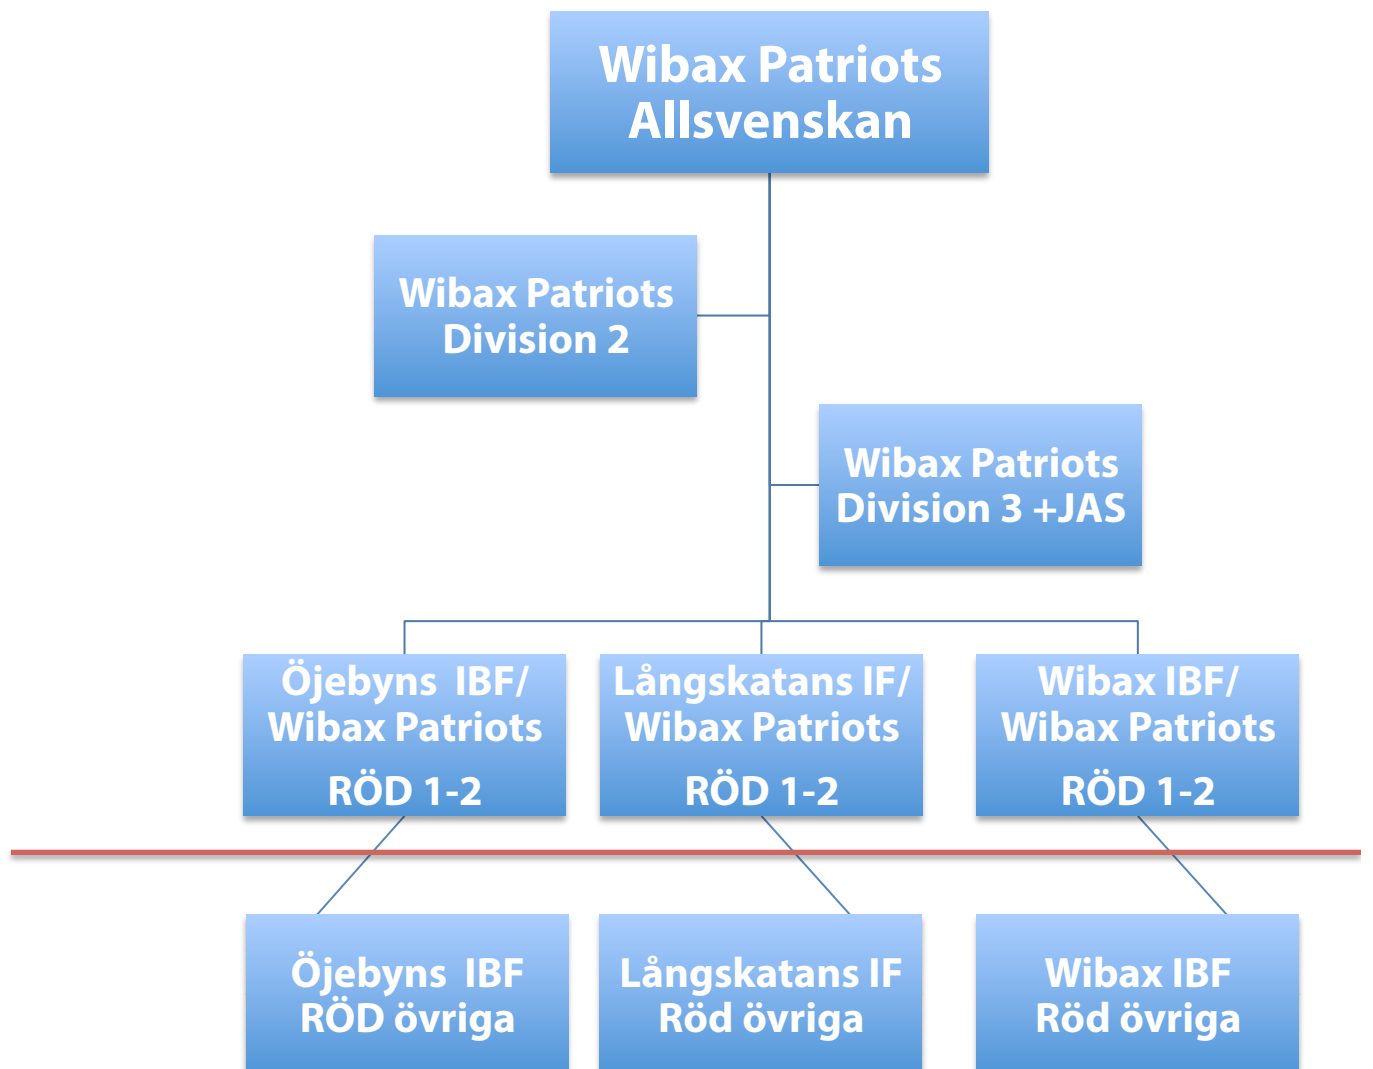 Wibax Patriots
Allsvenskan
Wibax Patriots
Division 2
Wibax Patriots
Division 3 +JAS
Öjebyns  IBF/
Wibax Patriots
RÖD 1-2
Långskatans IF/
Wibax Patriots
RÖD 1-2
Wibax IBF/
Wibax Patriots
RÖD 1-2
Öjebyns  IBF
RÖD övriga
Långskatans IF
Röd övriga
Wibax IBF
Röd övriga